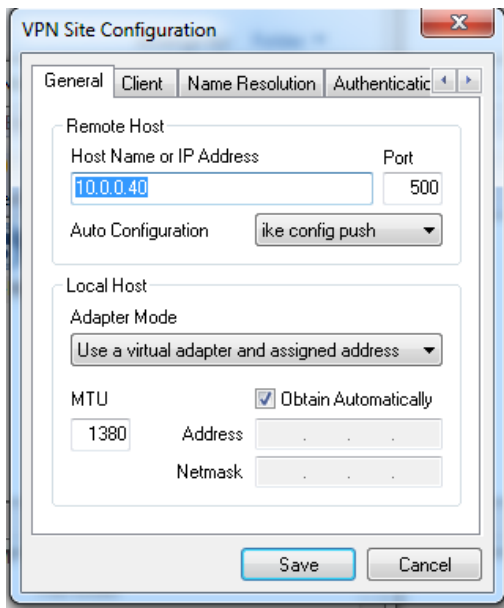 VPN Site Configuration
General Client Name Resolution Authenticatic
Remote Host
Host Name or IP Address Port
10.0.0.40 500
Auto Configuration ike config push
Local Host
Adapter Mode
Use a virtual adapter and assigned address
MTU Obtain Automatically
1380 Address . . .
Netmask . . .
Save Cancel